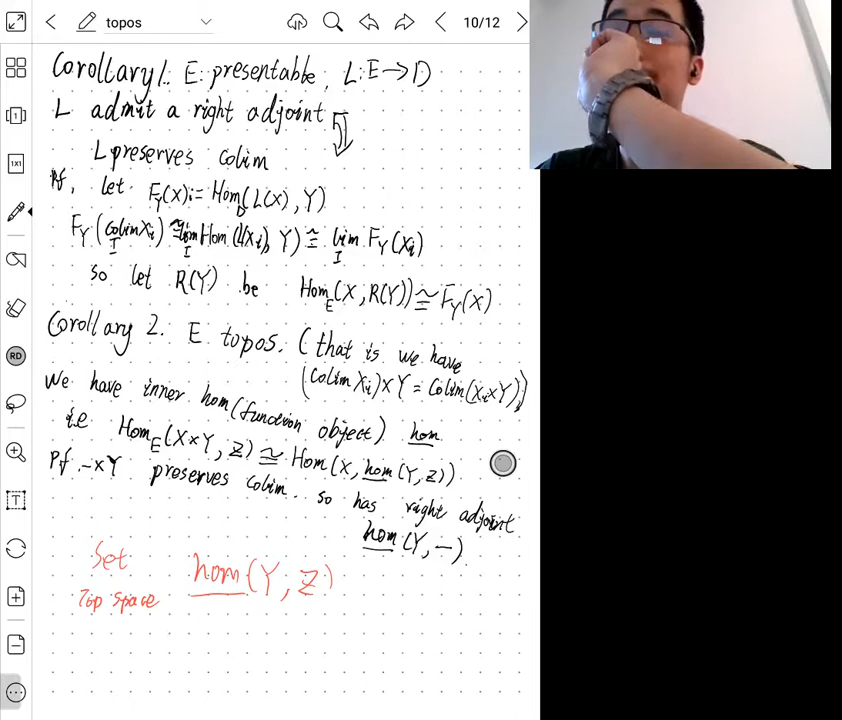 topos
10/12
Corollary 1. E: presentable, L: E→D
L admit a right adjoint
⇕
L preserves colim
Pf, let F_Y(X):= Hom_D(L(X), Y)
F_Y(colim_I X_i) ≅ lim_I Hom(L(X_i), Y) ≅ lim_I F_Y(X_i)
so let R(Y) be Hom_E(X, R(Y)) ≅ F_Y(X)
Corollary 2. E topos. (that is we have
(colim X_i)×Y = colim(X_i×Y))
We have inner hom (function object) hom
i.e Hom_E(X×Y, Z) ≅ Hom(X, hom(Y,Z))
Pf. -×Y preserves colim. so has right adjoint
hom(Y,-)
Set hom(Y, Z)
Top space
1X1
RD
T